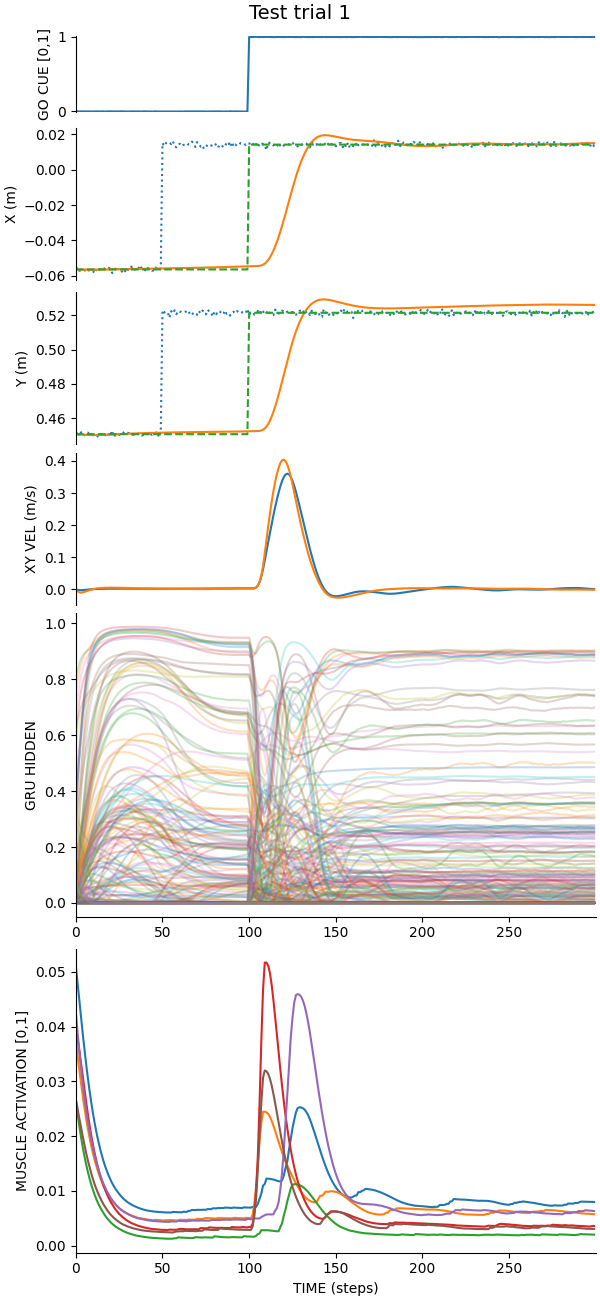 Test trial 1
GO CUE [0,1]
1
0
X (m)
0.02
0.00
−0.02
−0.04
−0.06
Y (m)
0.52
0.50
0.48
0.46
XY VEL (m/s)
0.4
0.3
0.2
0.1
0.0
GRU HIDDEN
1.0
0.8
0.6
0.4
0.2
0.0
0 50 100 150 200 250
MUSCLE ACTIVATION [0,1]
0.05
0.04
0.03
0.02
0.01
0.00
0 50 100 150 200 250
TIME (steps)